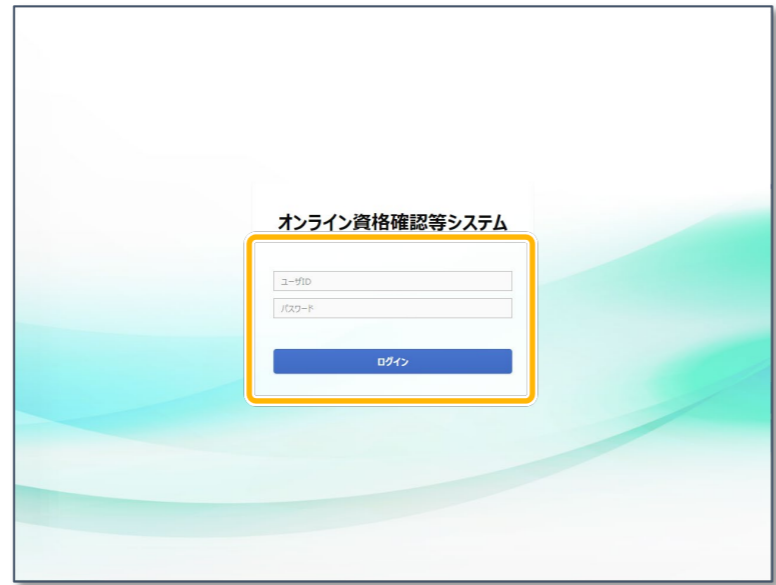 オンライン資格確認等システム
ユーザID
パスワード
ログイン